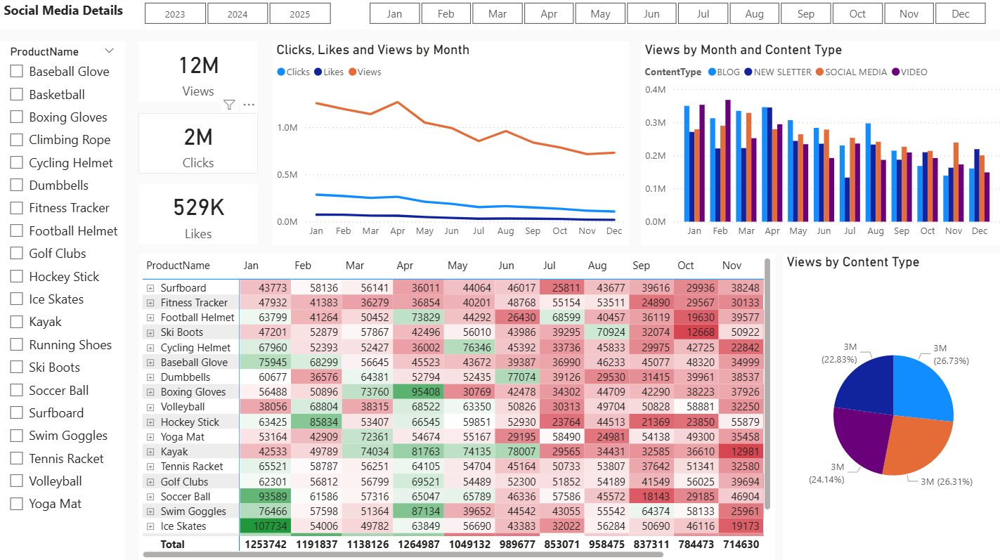 Social Media Details
2023 2024 2025
Jan Feb Mar Apr May Jun Jul Aug Sep Oct Nov Dec
ProductName
Baseball Glove
Basketball
Boxing Gloves
Climbing Rope
Cycling Helmet
Dumbbells
Fitness Tracker
Football Helmet
Golf Clubs
Hockey Stick
Ice Skates
Kayak
Running Shoes
Ski Boots
Soccer Ball
Surfboard
Swim Goggles
Tennis Racket
Volleyball
Yoga Mat
12M
Views
2M
Clicks
529K
Likes
Clicks, Likes and Views by Month
Clicks Likes Views
1.0M
0.5M
0.0M
Jan Feb Mar Apr May Jun Jul Aug Sep Oct Nov Dec
Views by Month and Content Type
ContentType BLOG NEW SLETTER SOCIAL MEDIA VIDEO
0.4M
0.3M
0.2M
0.1M
0.0M
Jan Feb Mar Apr May Jun Jul Aug Sep Oct Nov Dec
ProductName Jan Feb Mar Apr May Jun Jul Aug Sep Oct Nov
Surfboard 43773 58136 56141 36011 44064 46017 25811 43677 39616 29936 38248
Fitness Tracker 47932 41383 36279 36854 40201 48768 55154 53511 24890 29567 30133
Football Helmet 63799 41264 50452 73829 44292 26430 68599 40457 36119 19630 39577
Ski Boots 47201 52879 57867 42496 56010 43986 39295 70924 32074 12668 50922
Cycling Helmet 67960 52393 52427 36002 76346 45392 33736 45833 29975 42725 22842
Baseball Glove 75945 68299 56645 45523 43672 39387 36990 46233 45077 48320 34999
Dumbbells 60677 36576 64381 52794 52435 77074 39126 29530 31415 39961 38537
Boxing Gloves 56488 50896 73760 95408 30769 42478 34302 44709 42290 38223 37926
Volleyball 38056 68804 38315 68522 63350 50826 30313 49704 50828 58881 32250
Hockey Stick 63425 85834 53407 66545 59851 52930 23764 44513 21369 23850 55879
Yoga Mat 53164 42909 72361 54674 55167 29195 58490 24981 54138 49300 35458
Kayak 42533 49789 74034 81763 74135 78007 29565 34431 32585 36610 12981
Tennis Racket 65521 58787 56251 64105 54704 45164 50733 53807 37642 51341 32580
Golf Clubs 62301 56812 56799 69521 54489 52300 51852 54189 41549 56025 39694
Soccer Ball 93589 61586 57316 65047 65789 46336 57586 45572 18143 29185 46904
Swim Goggles 76466 57598 51364 87134 39652 44542 43055 55542 64374 58133 25961
Ice Skates 107734 54006 49782 63849 56690 43383 32022 56284 50690 46116 19173
Total 1253742 1191837 1138126 1264987 1049132 989677 853071 958475 837311 784473 714630
Views by Content Type
3M
(22.83%)
3M
(26.73%)
3M
(24.14%)
3M (26.31%)